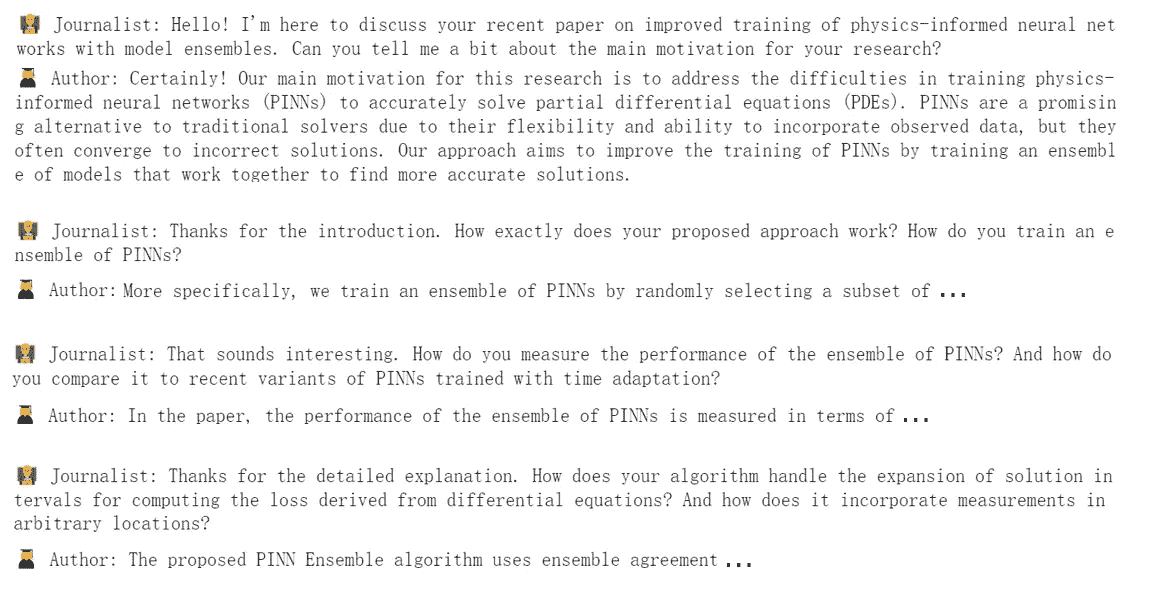 Journalist: Hello! I'm here to discuss your recent paper on improved training of physics-informed neural net
works with model ensembles. Can you tell me a bit about the main motivation for your research?
Author: Certainly! Our main motivation for this research is to address the difficulties in training physics-
informed neural networks (PINNs) to accurately solve partial differential equations (PDEs). PINNs are a promisin
g alternative to traditional solvers due to their flexibility and ability to incorporate observed data, but they
often converge to incorrect solutions. Our approach aims to improve the training of PINNs by training an ensembl
e of models that work together to find more accurate solutions.
Journalist: Thanks for the introduction. How exactly does your proposed approach work? How do you train an e
nsemble of PINNs?
Author: More specifically, we train an ensemble of PINNs by randomly selecting a subset of ...
Journalist: That sounds interesting. How do you measure the performance of the ensemble of PINNs? And how do
you compare it to recent variants of PINNs trained with time adaptation?
Author: In the paper, the performance of the ensemble of PINNs is measured in terms of ...
Journalist: Thanks for the detailed explanation. How does your algorithm handle the expansion of solution in
tervals for computing the loss derived from differential equations? And how does it incorporate measurements in
arbitrary locations?
Author: The proposed PINN Ensemble algorithm uses ensemble agreement ...